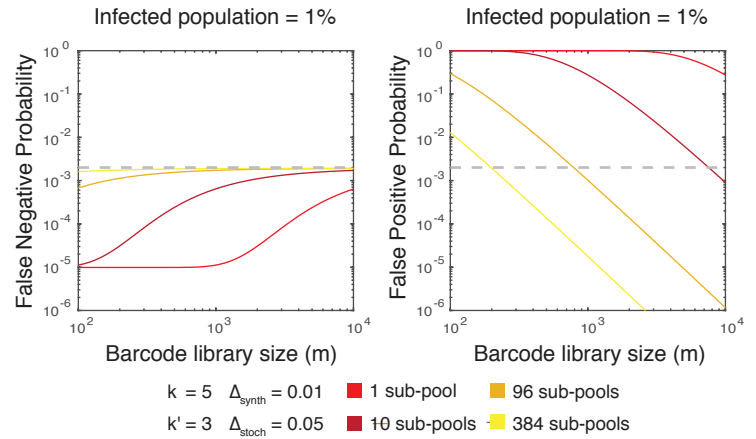 Infected population = 1%
Infected population = 1%
False Negative Probability
10^0
10^-1
10^-2
10^-3
10^-4
10^-5
10^-6
10^2
10^3
10^4
Barcode library size (m)
False Positive Probability
10^0
10^-1
10^-2
10^-3
10^-4
10^-5
10^-6
10^2
10^3
10^4
Barcode library size (m)
k = 5 Δsynth = 0.01 1 sub-pool 96 sub-pools
k' = 3 Δstoch = 0.05 10 sub-pools 384 sub-pools